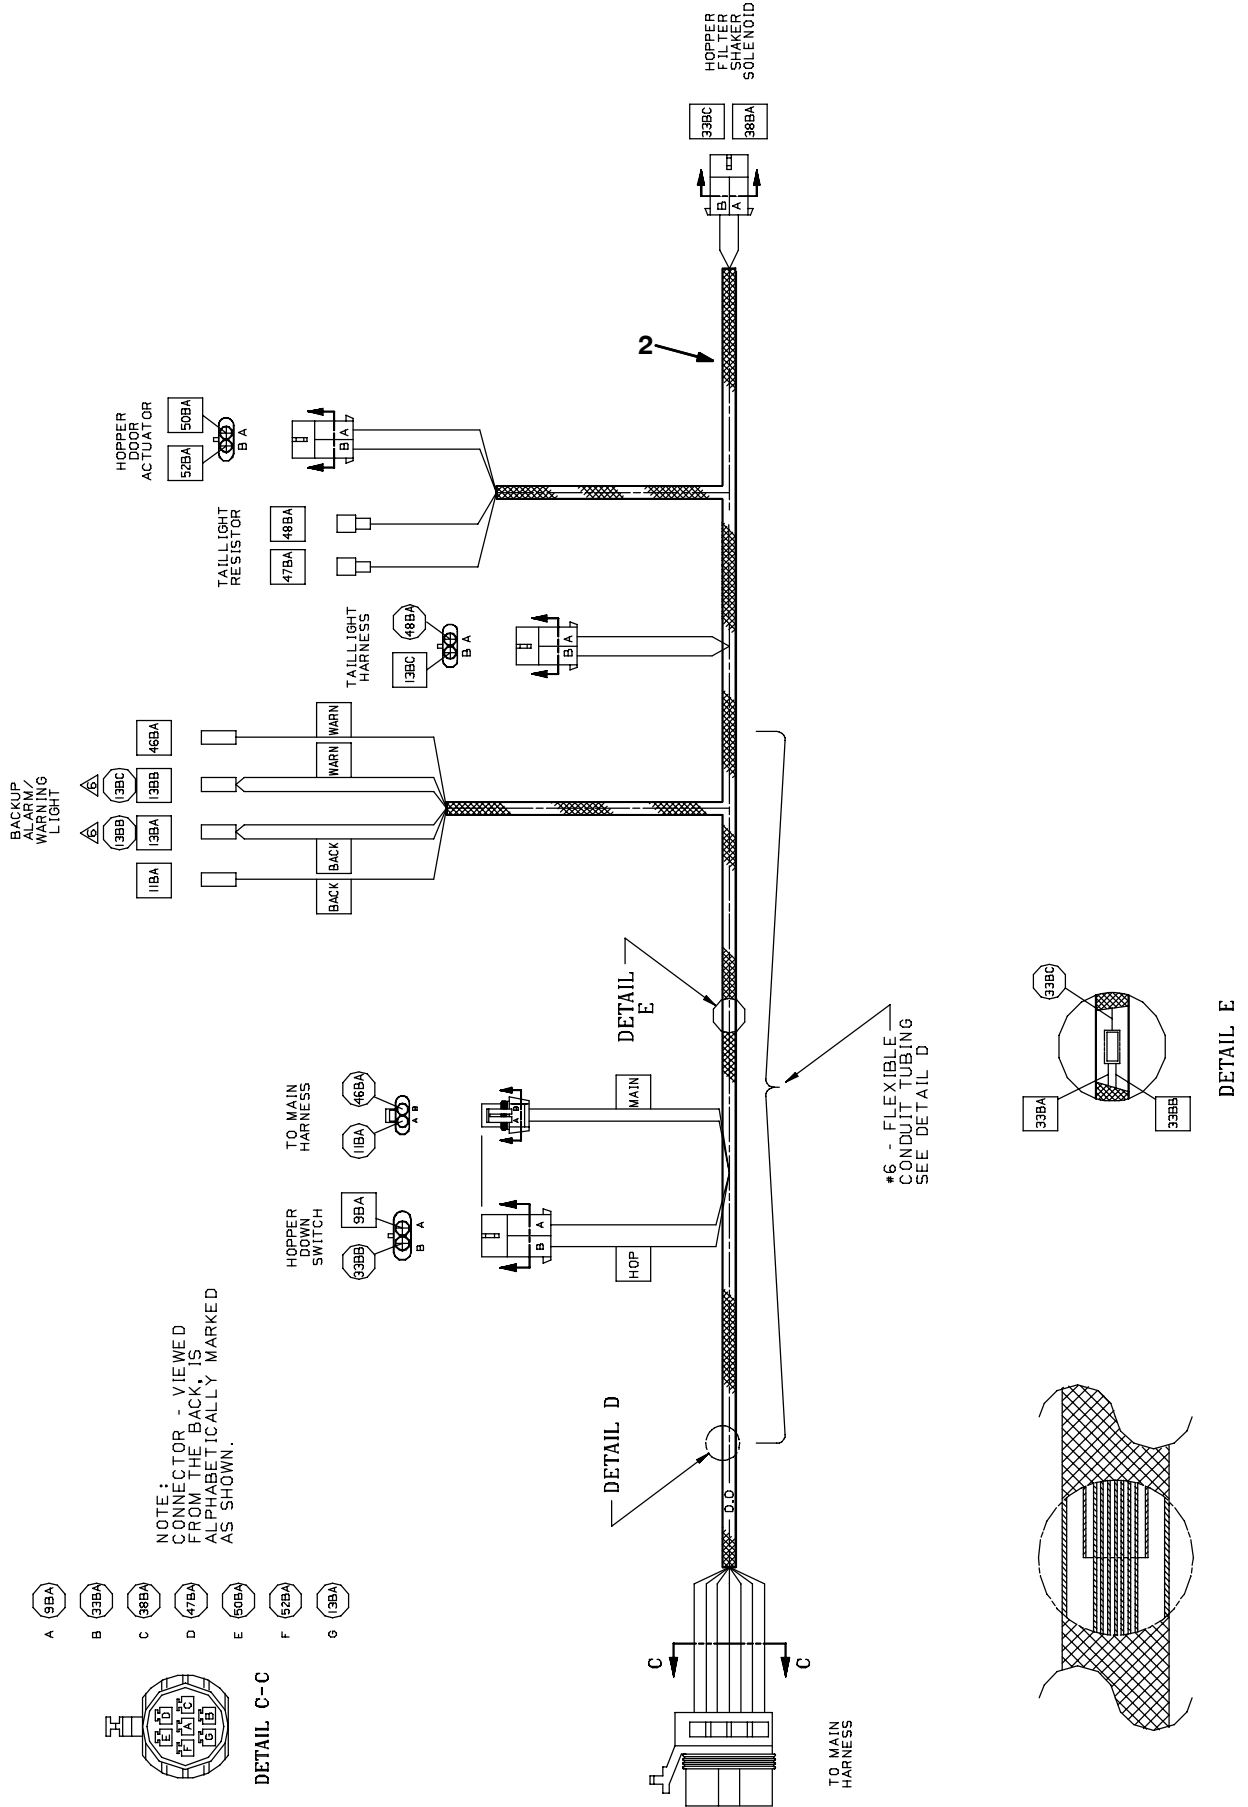 NOTE:
CONNECTOR - VIEWED
FROM THE BACK, IS
ALPHABETICALLY MARKED
AS SHOWN.
A 9BA
B 33BA
C 38BA
D 47BA
E 50BA
F 52BA
G 13BA
E D
F A C
G B
DETAIL C-C
TO MAIN
HARNESS
C
C
0.0
DETAIL D
HOPPER
DOWN
SWITCH
33BB
9BA
B A
B A
HOP
TO MAIN
HARNESS
11BA
46BA
A B
A B
MAIN
DETAIL
E
#6 - FLEXIBLE
CONDUIT TUBING
SEE DETAIL D
BACKUP
ALARM/
WARNING
LIGHT
6
6
13BB
13BC
11BA
13BA
13BB
46BA
BACK
BACK
WARN
WARN
TAILLIGHT
HARNESS
13BC
48BA
B A
B A
TAILLIGHT
RESISTOR
47BA
48BA
HOPPER
DOOR
ACTUATOR
52BA
50BA
B A
B A
2
HOPPER
FILTER
SHAKER
SOLENOID
33BC
38BA
B
A
33BA
33BB
33BC
DETAIL E